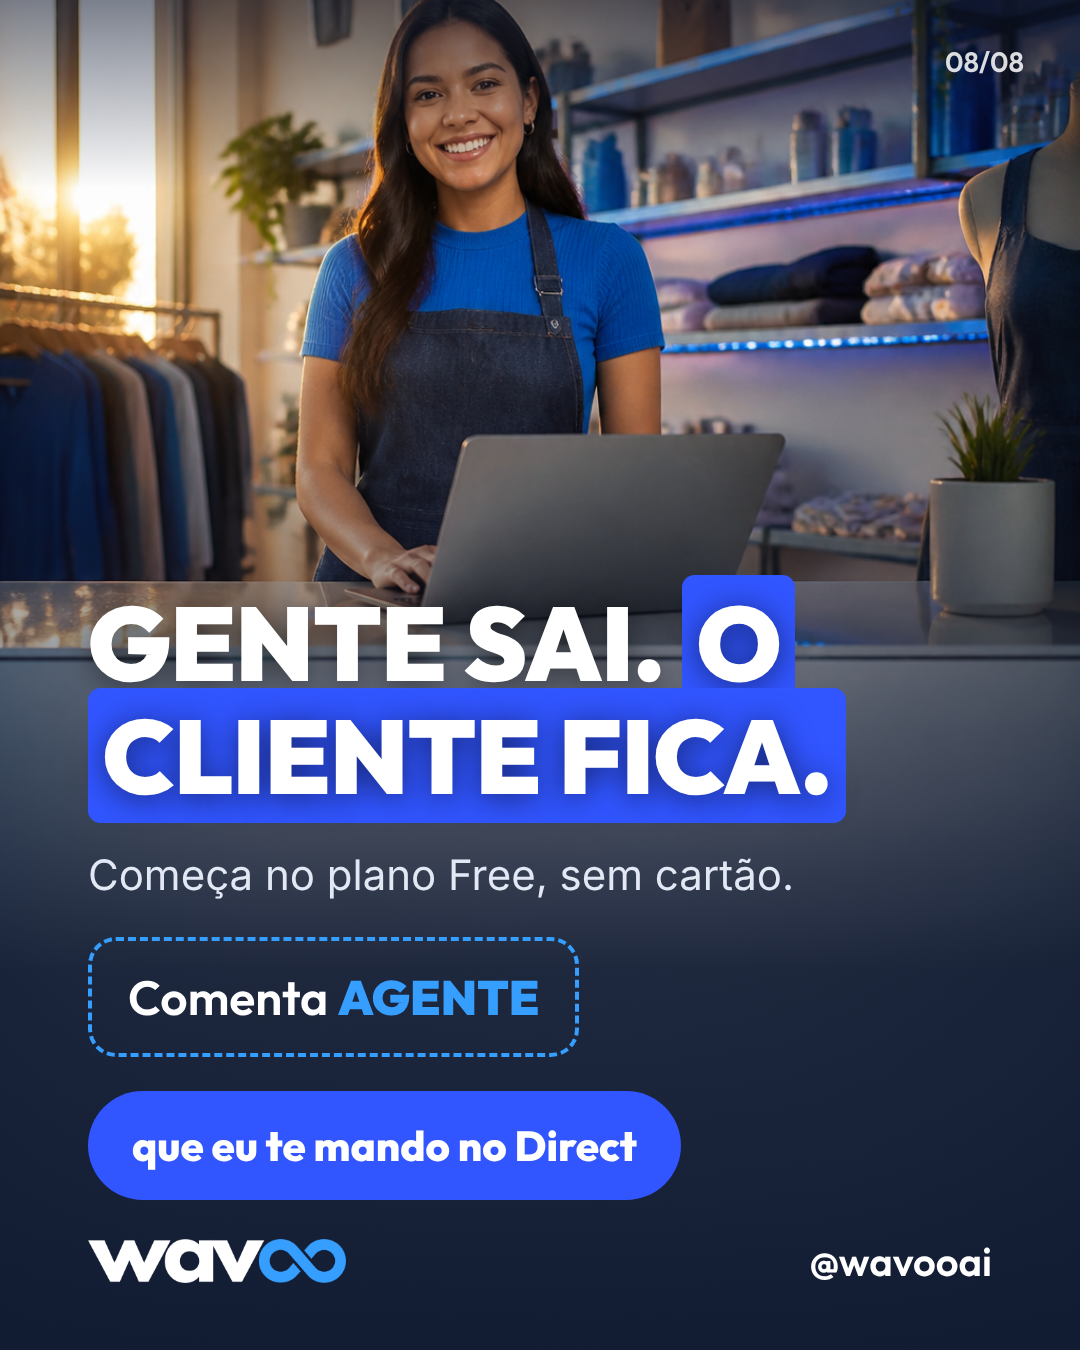 08/08
GENTE SAI. O
CLIENTE FICA.
Começa no plano Free, sem cartão.
Comenta AGENTE
que eu te mando no Direct
wavoo
@wavooai